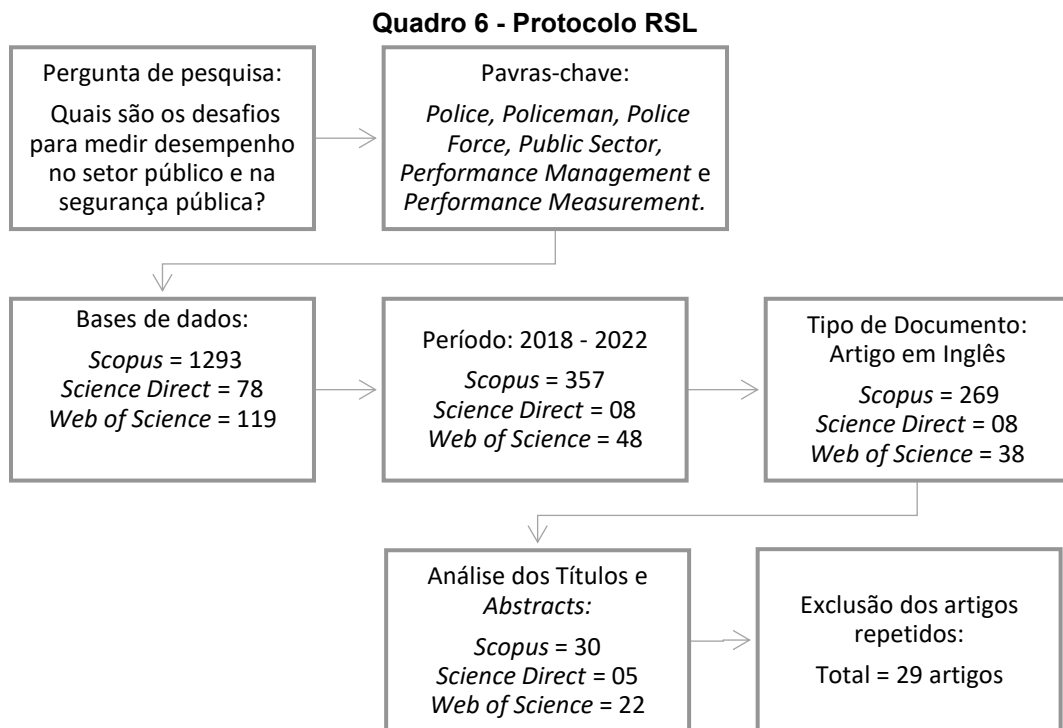 Quadro 6 - Protocolo RSL
Pergunta de pesquisa:
Quais são os desafios
para medir desempenho
no setor público e na
segurança pública?
Pavras-chave:
Police, Policeman, Police
Force, Public Sector,
Performance Management e
Performance Measurement.
Bases de dados:
Scopus = 1293
Science Direct = 78
Web of Science = 119
Período: 2018 - 2022
Scopus = 357
Science Direct = 08
Web of Science = 48
Tipo de Documento:
Artigo em Inglês
Scopus = 269
Science Direct = 08
Web of Science = 38
Análise dos Títulos e
Abstracts:
Scopus = 30
Science Direct = 05
Web of Science = 22
Exclusão dos artigos
repetidos:
Total = 29 artigos